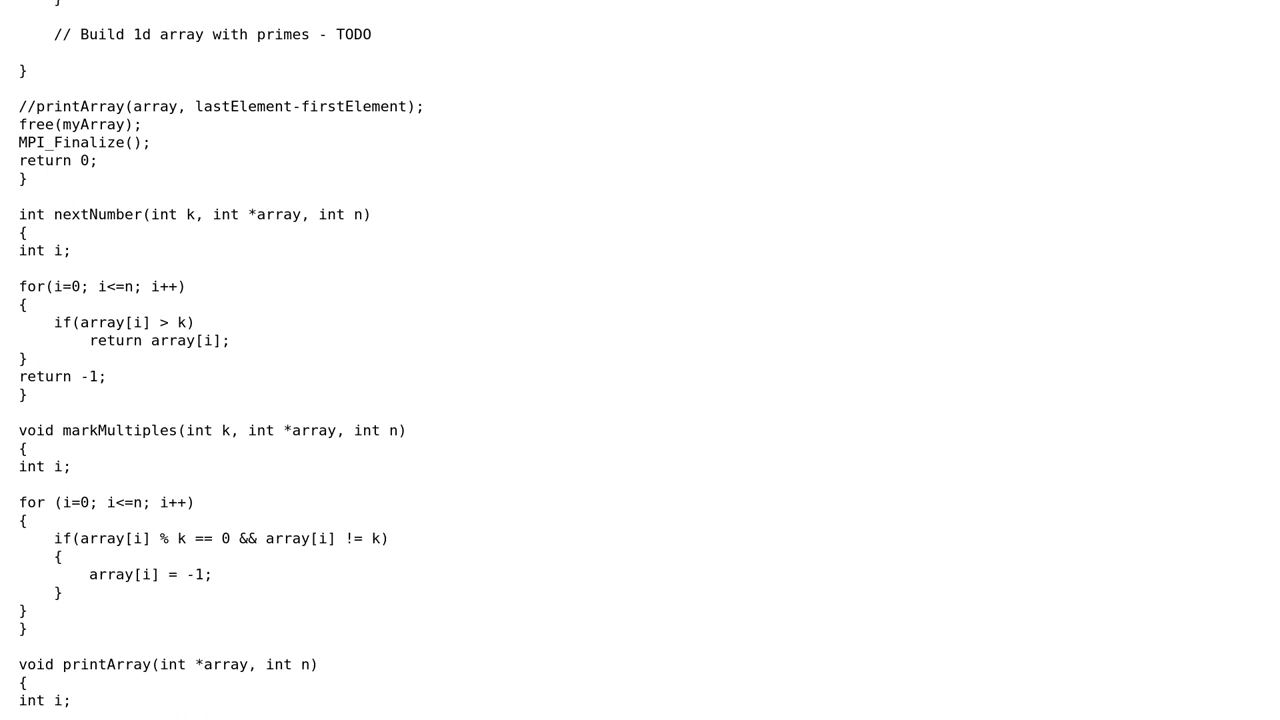 }
    // Build 1d array with primes - TODO
}
//printArray(array, lastElement-firstElement);
free(myArray);
MPI_Finalize();
return 0;
}
int nextNumber(int k, int *array, int n)
{
int i;
for(i=0; i<=n; i++)
{
    if(array[i] > k)
        return array[i];
}
return -1;
}
void markMultiples(int k, int *array, int n)
{
int i;
for (i=0; i<=n; i++)
{
    if(array[i] % k == 0 && array[i] != k)
    {
        array[i] = -1;
    }
}
}
void printArray(int *array, int n)
{
int i;